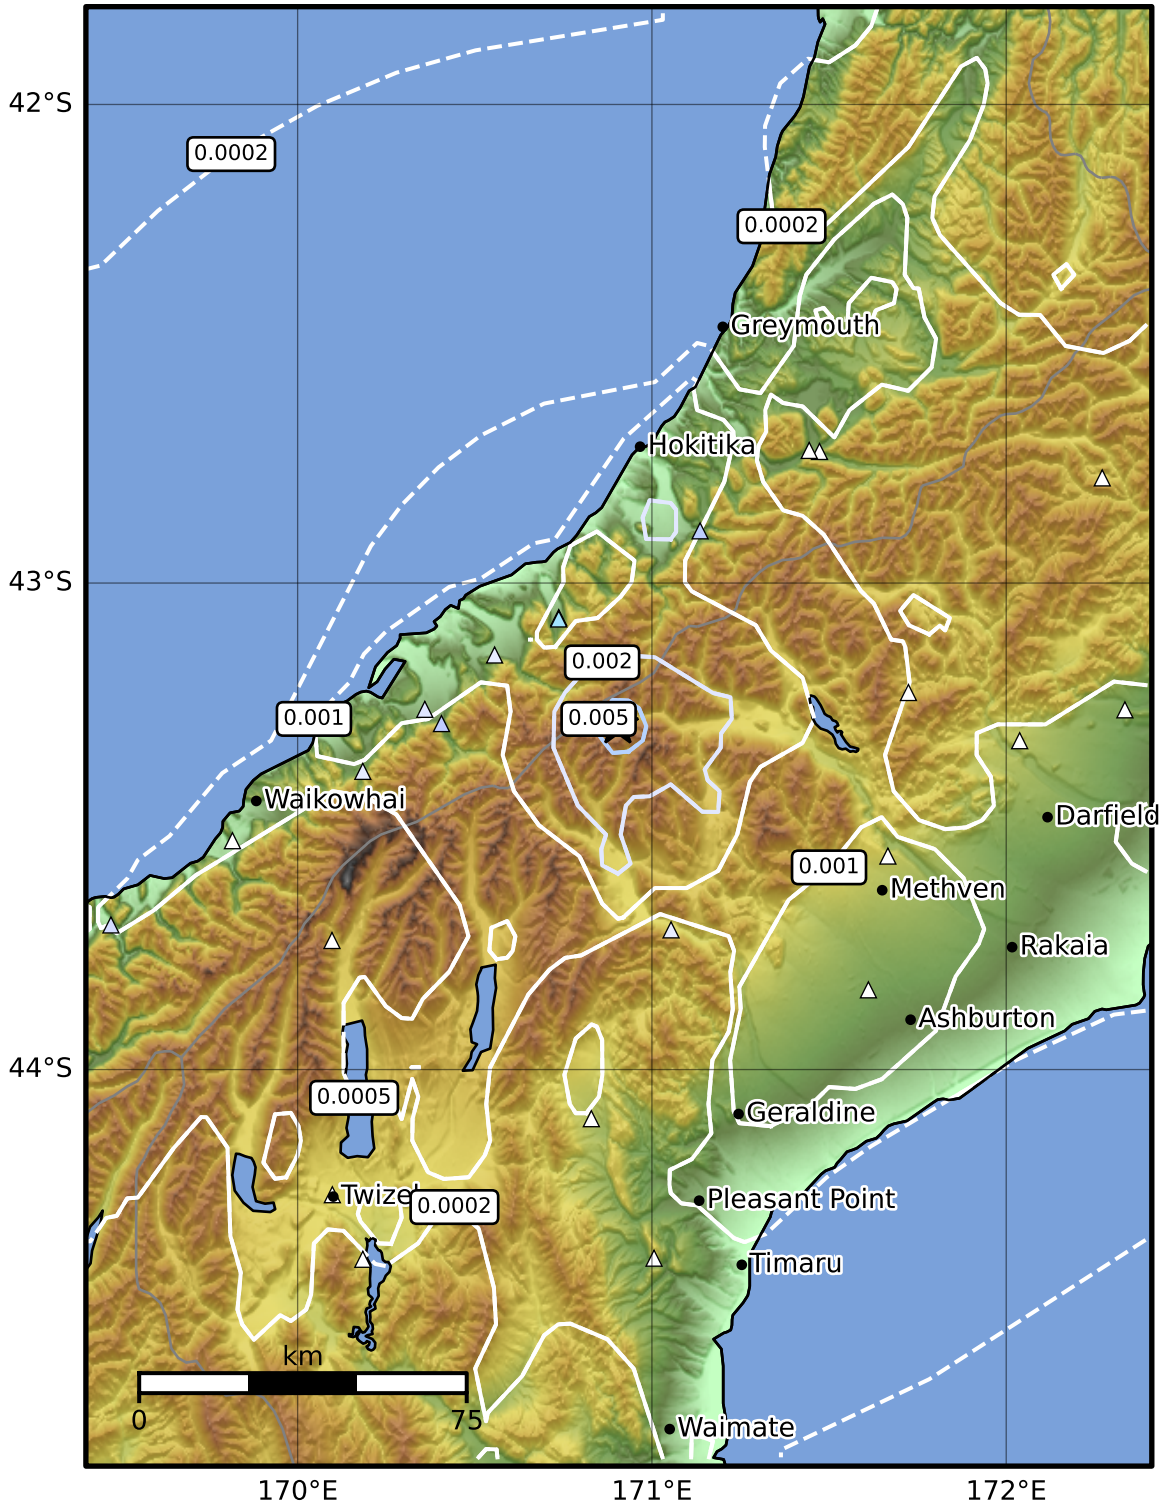 42°S
0.0002
0.0002
Greymouth
Hokitika
43°S
0.002
0.001
0.005
Waikowhai
Darfield
0.001
Methven
Rakaia
Ashburton
44°S
0.0005
Geraldine
Twizel
0.0002
Pleasant Point
Timaru
km
0
75
Waimate
170°E
171°E
172°E